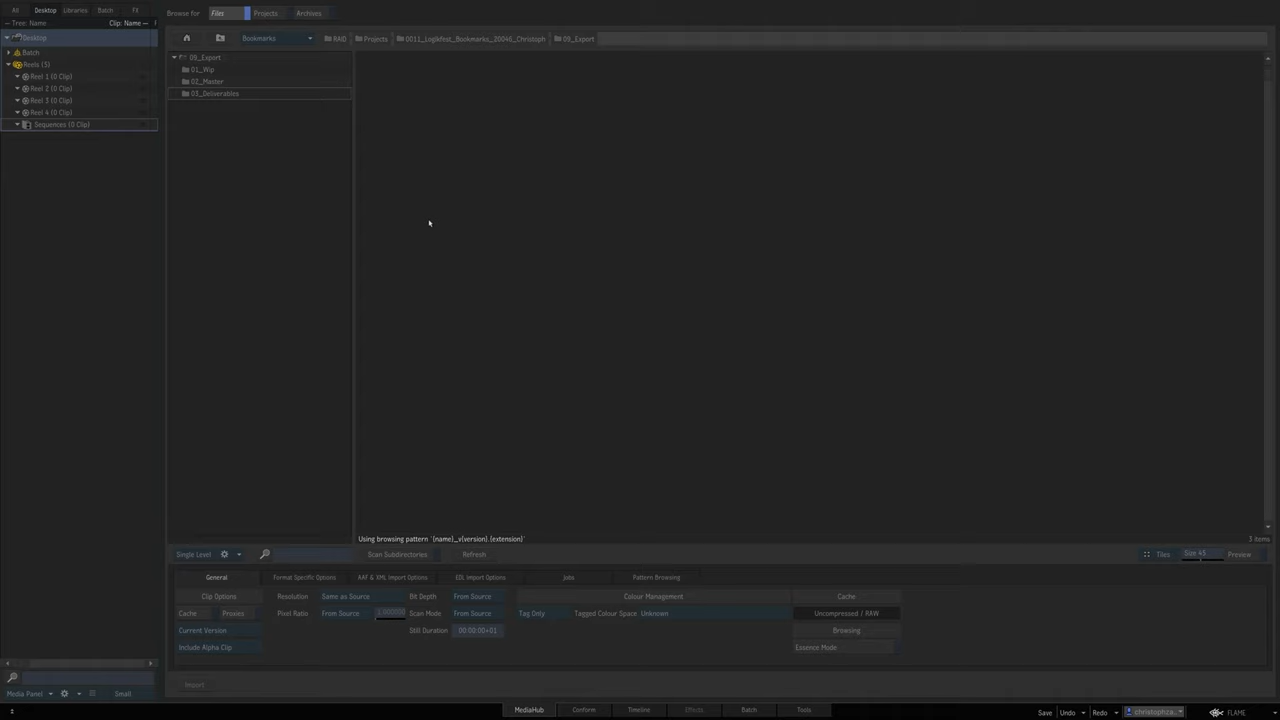 All Desktop Libraries Batch FX Browse for Files Projects Archives
Tree: Name Clip: Name
Desktop Bookmarks RAID Projects 0011_Logikfest_Bookmarks_20046_Christoph 09_Export
Batch 09_Export
Reels (5) 01_Wip
Reel 1 (0 Clip) 02_Master
Reel 2 (0 Clip) 03_Deliverables
Reel 3 (0 Clip)
Reel 4 (0 Clip)
Sequences (0 Clip)
Using browsing pattern '{name}_v{version}.{extension}' 3 items
Single Level Scan Subdirectories Refresh Tiles Size 45 Preview
General Format Specific Options AAF & XML Import Options EDL Import Options Jobs Pattern Browsing
Clip Options Resolution Same as Source Bit Depth From Source Colour Management Cache
Cache Proxies Pixel Ratio From Source 1.000000 Scan Mode From Source Tag Only Tagged Colour Space Unknown Uncompressed / RAW
Current Version Still Duration 00:00:00+01 Browsing
Include Alpha Clip Essence Mode
Import
Media Panel Small
MediaHub Conform Timeline Effects Batch Tools Save Undo Redo FLAME